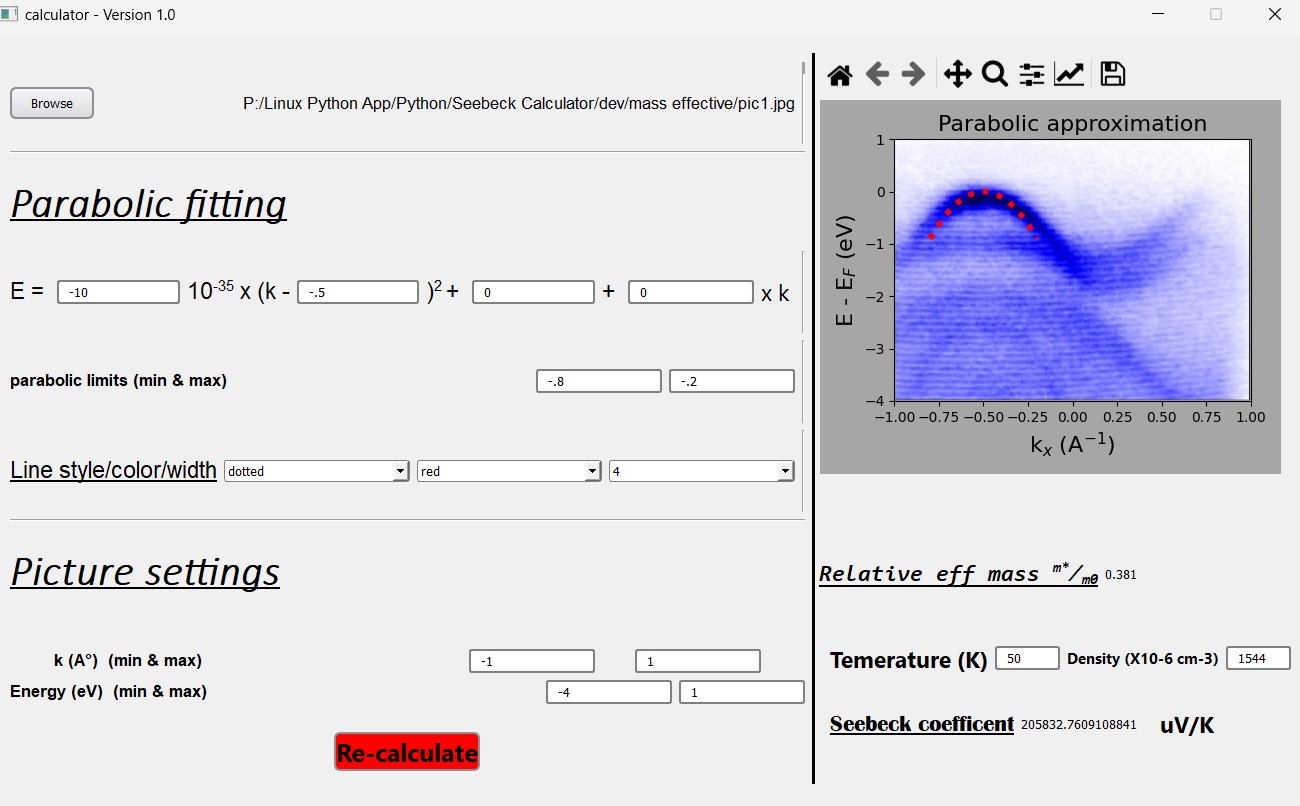 calculator - Version 1.0
Browse
P:/Linux Python App/Python/Seebeck Calculator/dev/mass effective/pic1.jpg
Parabolic fitting
E = -10 10-35 x (k - -.5 )2 + 0 + 0 x k
parabolic limits (min & max) -.8 -.2
Line style/color/width dotted red 4
Picture settings
k (A°) (min & max) -1 1
Energy (eV) (min & max) -4 1
Re-calculate
Parabolic approximation
E - EF (eV)
1
0
−1
−2
−3
−4
−1.00 −0.75 −0.50 −0.25 0.00 0.25 0.50 0.75 1.00
kx (A−1)
Relative eff mass m*/m0 0.381
Temerature (K) 50 Density (X10-6 cm-3) 1544
Seebeck coefficent 205832.7609108841 uV/K